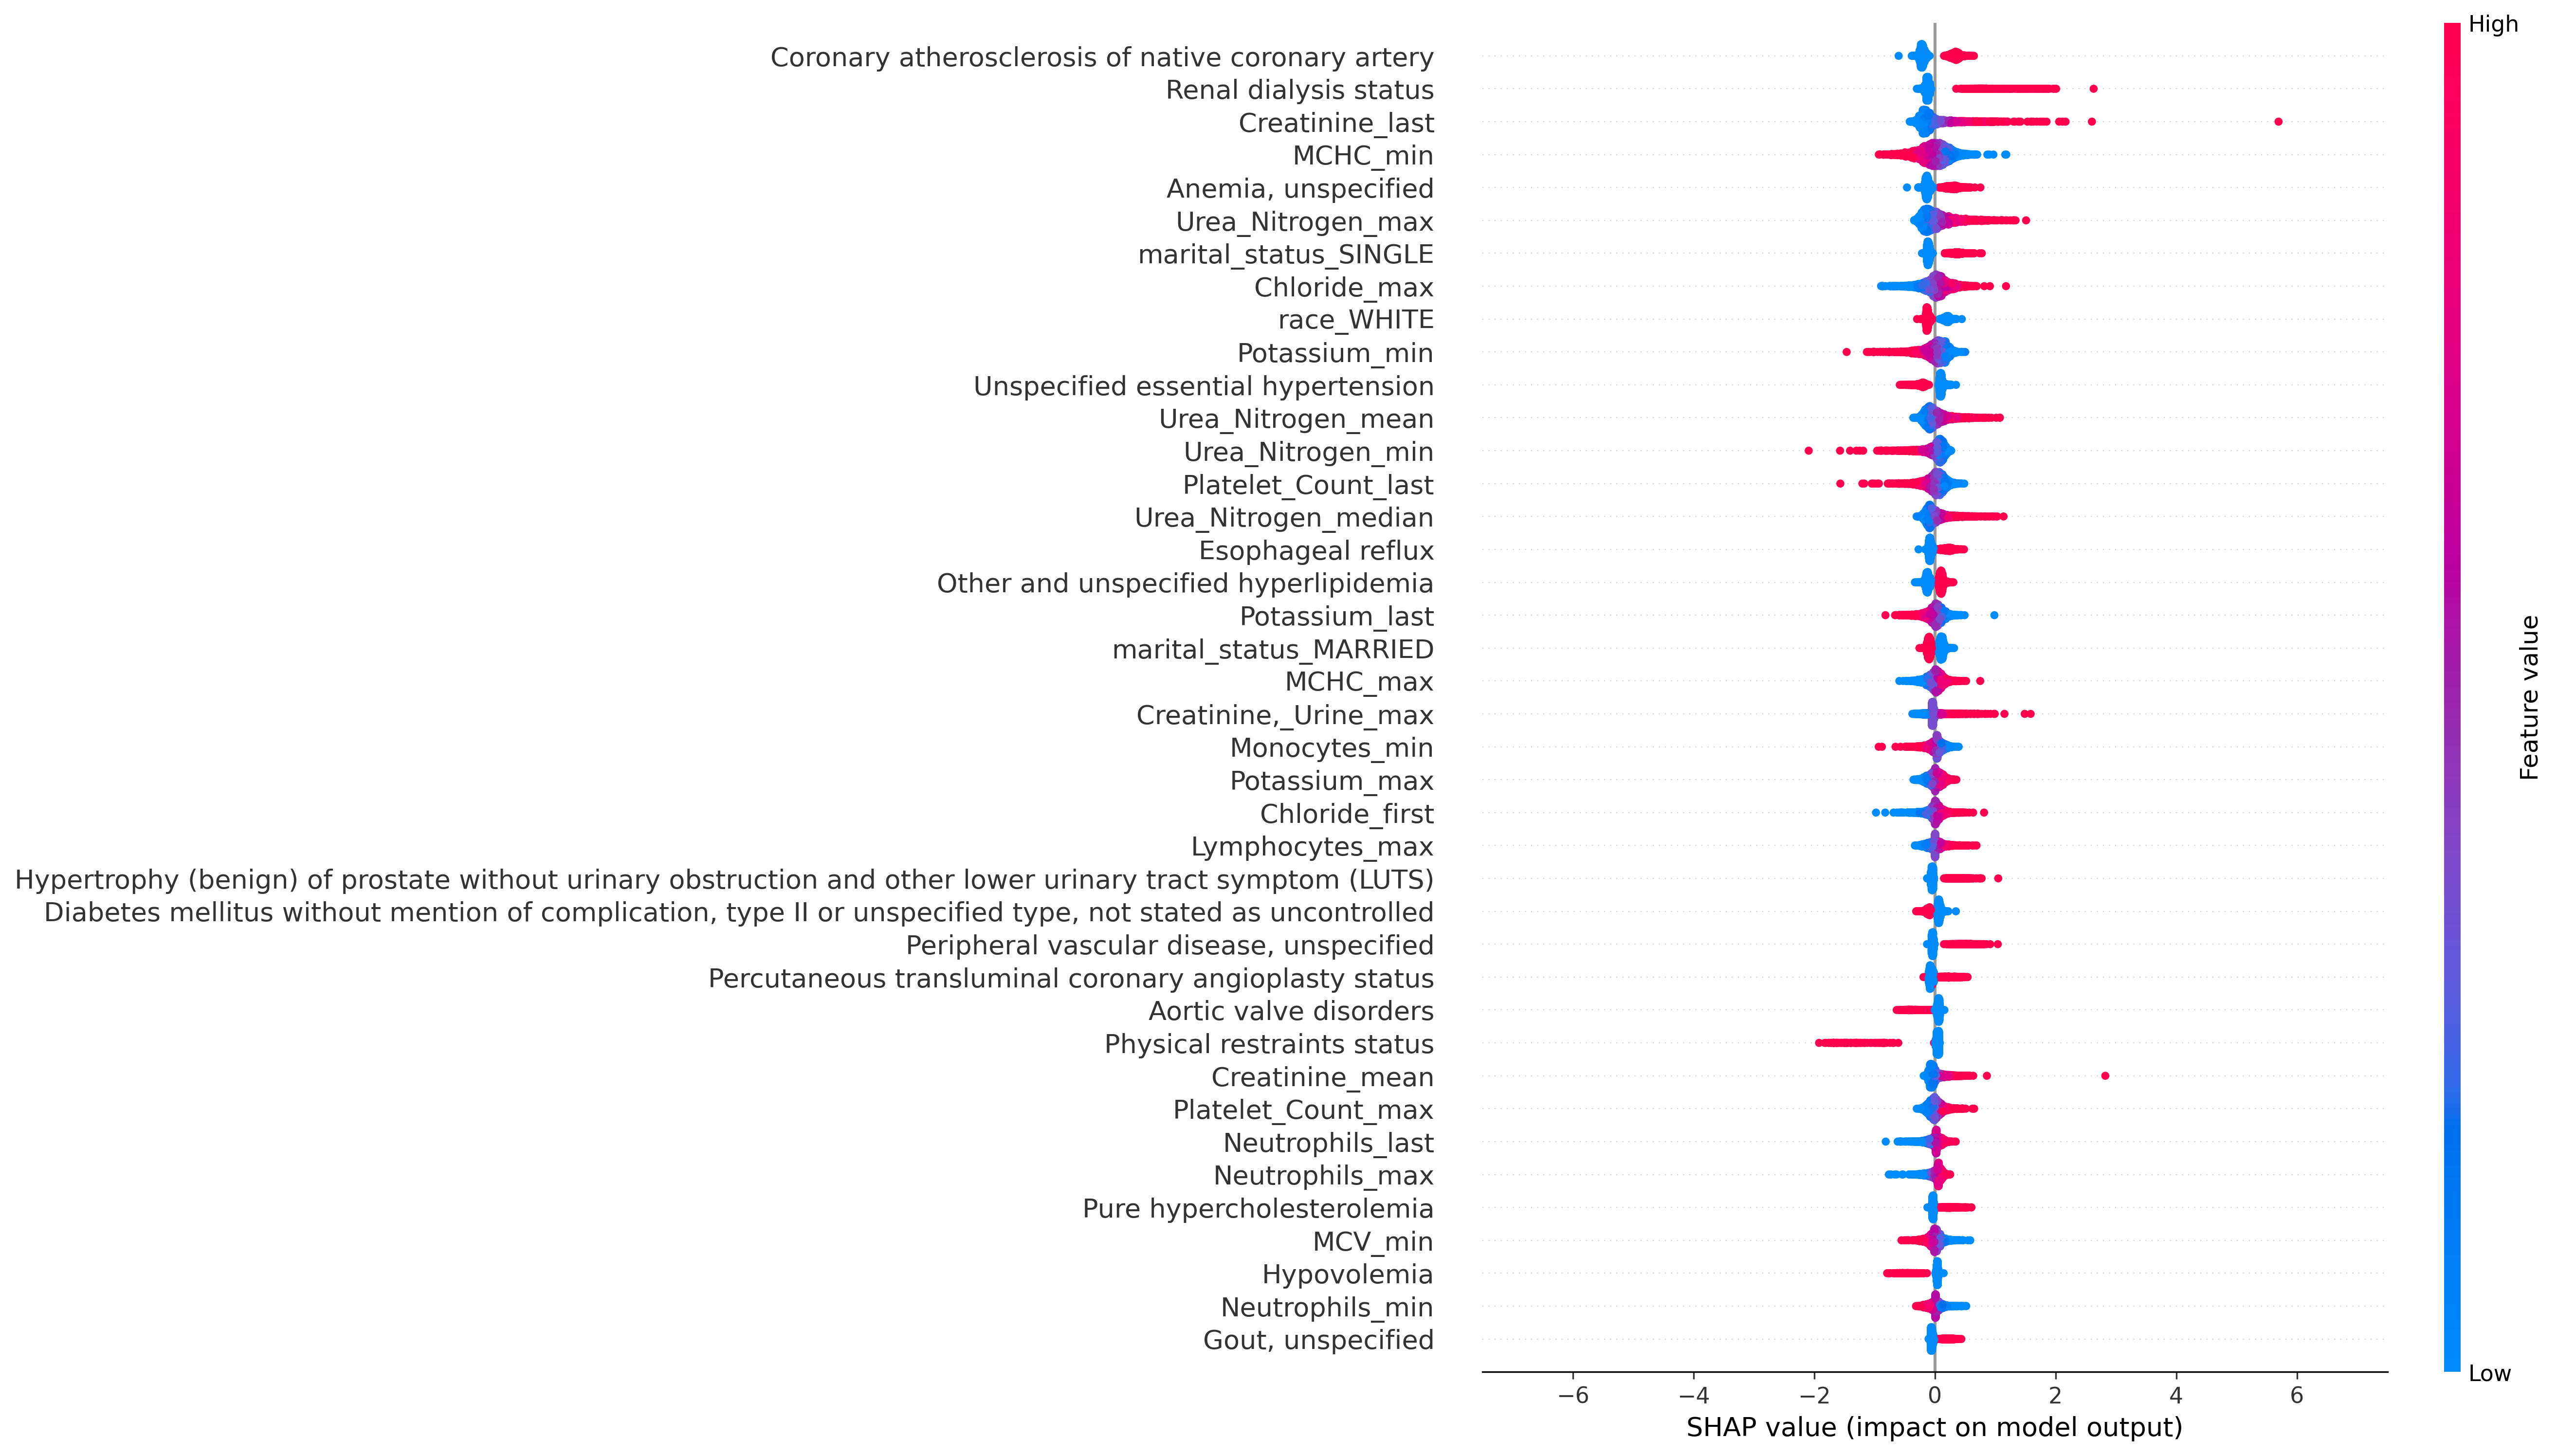 High
Coronary atherosclerosis of native coronary artery
Renal dialysis status
Creatinine_last
MCHC_min
Anemia, unspecified
Urea_Nitrogen_max
marital_status_SINGLE
Chloride_max
race_WHITE
Potassium_min
Unspecified essential hypertension
Urea_Nitrogen_mean
Urea_Nitrogen_min
Platelet_Count_last
Urea_Nitrogen_median
Esophageal reflux
Other and unspecified hyperlipidemia
Potassium_last
marital_status_MARRIED
MCHC_max
Creatinine,_Urine_max
Monocytes_min
Potassium_max
Chloride_first
Lymphocytes_max
Hypertrophy (benign) of prostate without urinary obstruction and other lower urinary tract symptom (LUTS)
Diabetes mellitus without mention of complication, type II or unspecified type, not stated as uncontrolled
Peripheral vascular disease, unspecified
Percutaneous transluminal coronary angioplasty status
Aortic valve disorders
Physical restraints status
Creatinine_mean
Platelet_Count_max
Neutrophils_last
Neutrophils_max
Pure hypercholesterolemia
MCV_min
Hypovolemia
Neutrophils_min
Gout, unspecified
Feature value
Low
−6 −4 −2 0 2 4 6
SHAP value (impact on model output)